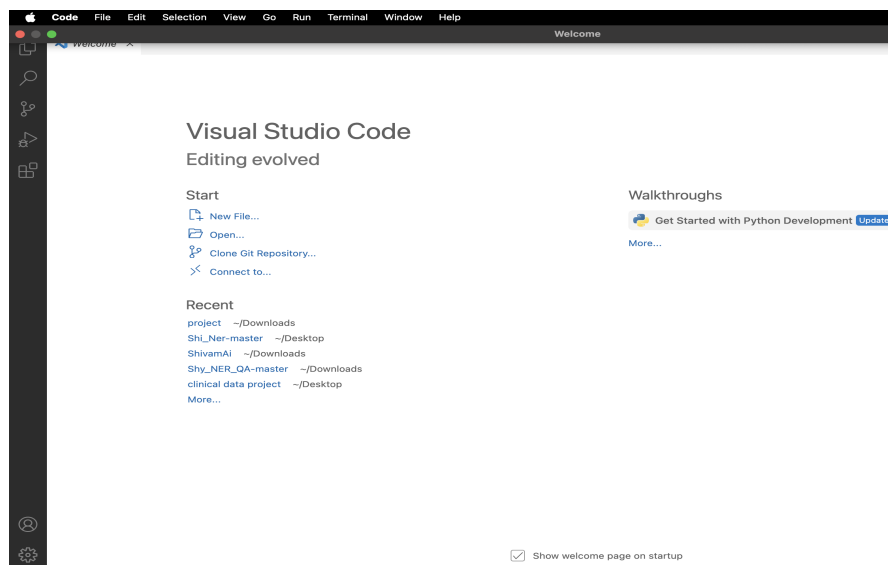 Code File Edit Selection View Go Run Terminal Window Help
Welcome
Welcome
Visual Studio Code
Editing evolved
Start
New File...
Open...
Clone Git Repository...
Connect to...
Recent
project ~/Downloads
Shi_Ner-master ~/Desktop
ShivamAi ~/Downloads
Shy_NER_QA-master ~/Downloads
clinical data project ~/Desktop
More...
Walkthroughs
Get Started with Python Development Update
More...
Show welcome page on startup